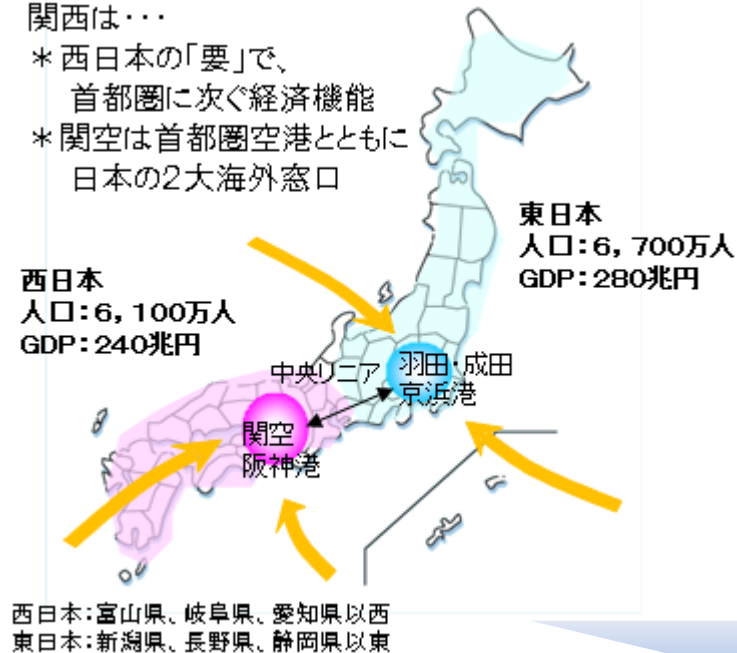 関西は・・・
＊西日本の「要」で、
首都圏に次ぐ経済機能
＊関空は首都圏空港とともに
日本の2大海外窓口
東日本
人口：6，700万人
GDP：280兆円
西日本
人口：6，100万人
GDP：240兆円
中央リニア
羽田・成田
京浜港
関空
阪神港
西日本：富山県、岐阜県、愛知県以西
東日本：新潟県、長野県、静岡県以東